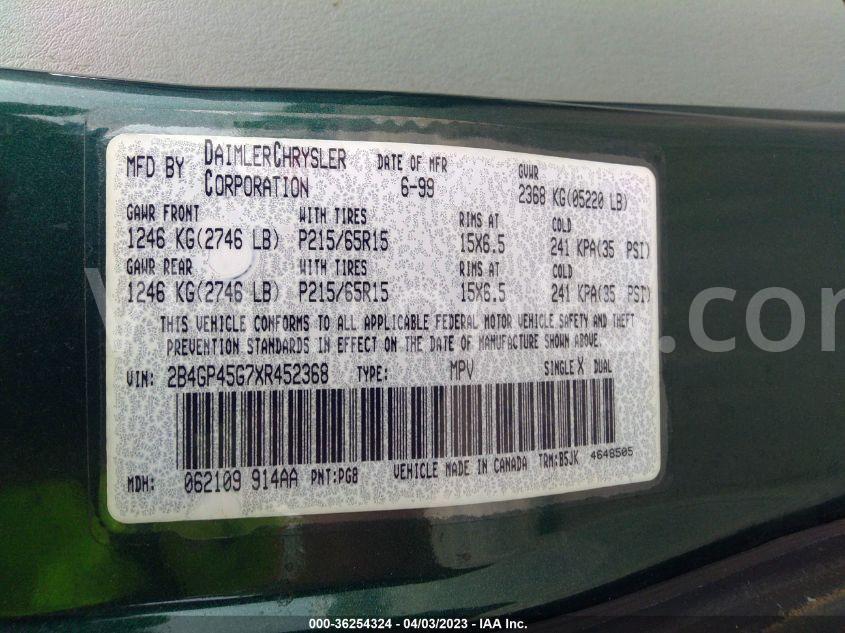 MFD BY DAIMLERCHRYSLER CORPORATION DATE OF MFR 6-99 GVWR 2368 KG(05220 LB)
GAWR FRONT WITH TIRES RIMS AT COLD
1246 KG(2746 LB) P215/65R15 15X6.5 241 KPA(35 PSI)
GAWR REAR WITH TIRES RIMS AT COLD
1246 KG(2746 LB) P215/65R15 15X6.5 241 KPA(35 PSI)
THIS VEHICLE CONFORMS TO ALL APPLICABLE FEDERAL MOTOR VEHICLE SAFETY AND THEFT
PREVENTION STANDARDS IN EFFECT ON THE DATE OF MANUFACTURE SHOWN ABOVE.
VIN: 2B4GP45G7XR452368 TYPE: MPV SINGLE X DUAL
MDH: 062109 914AA PNT:PG8 VEHICLE MADE IN CANADA TRM:B5JK 4648505
000-36254324 / 04/03/2023 - IAA Inc.